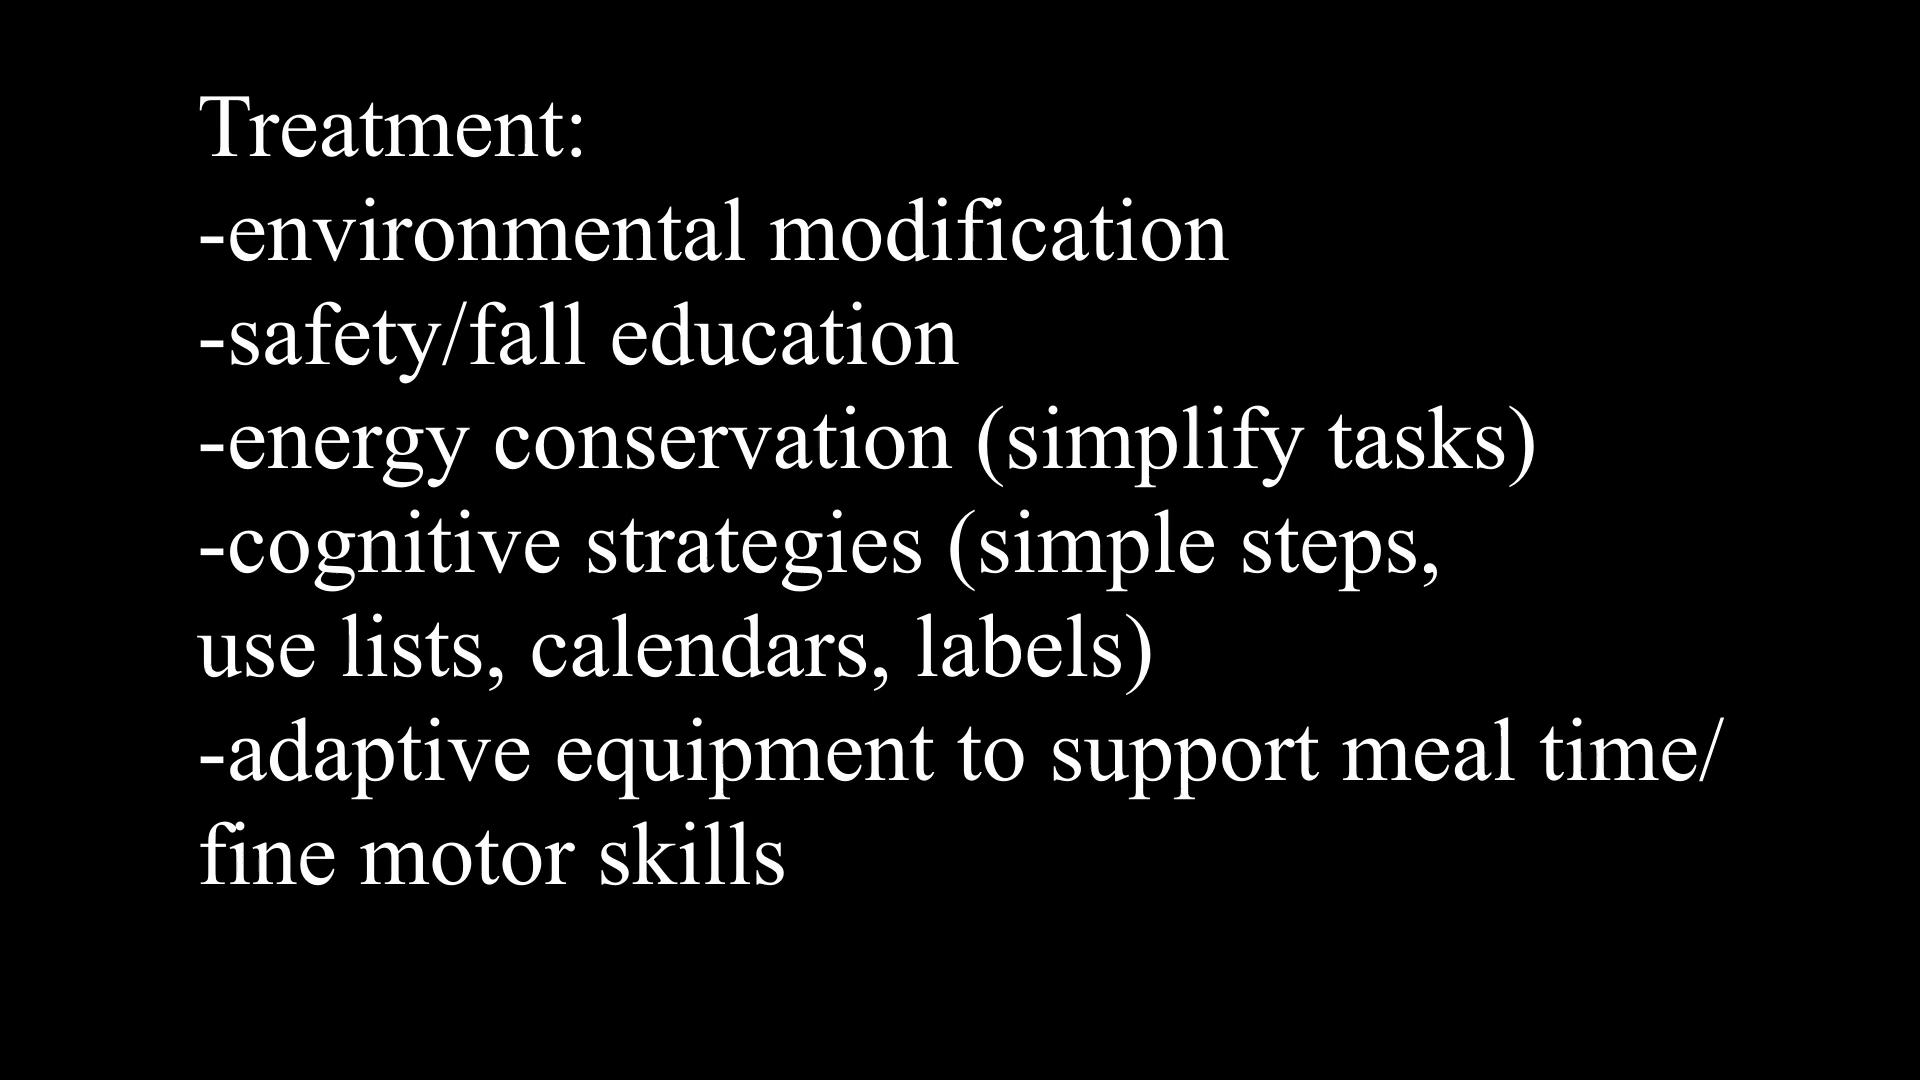 Treatment:
-environmental modification
-safety/fall education
-energy conservation (simplify tasks)
-cognitive strategies (simple steps,
use lists, calendars, labels)
-adaptive equipment to support meal time/
fine motor skills